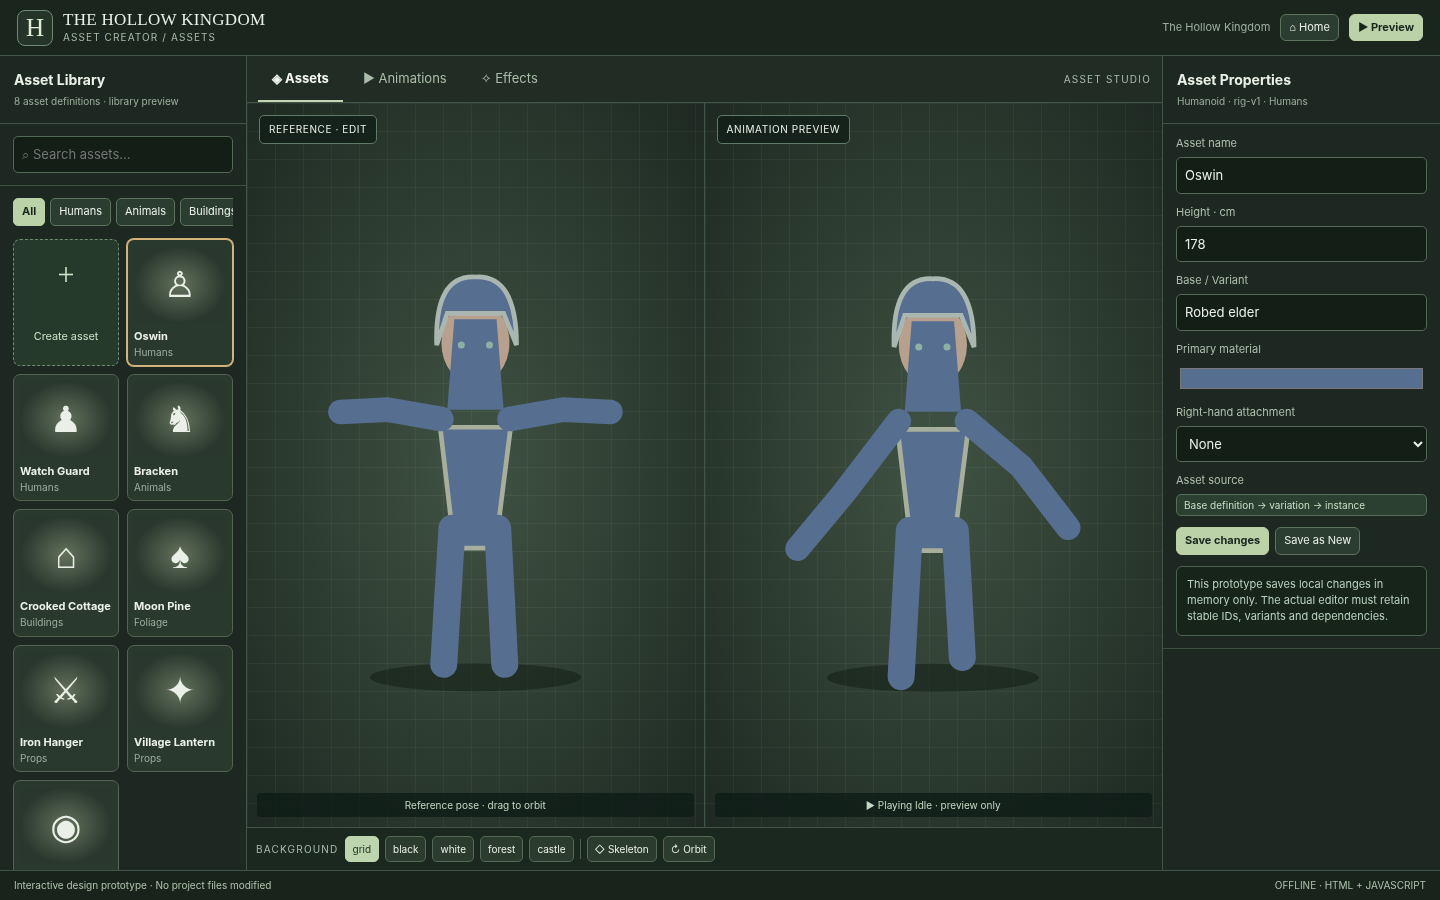 H
THE HOLLOW KINGDOM
ASSET CREATOR / ASSETS
The Hollow Kingdom
⌂ Home
▶ Preview
Asset Library
8 asset definitions · library preview
⌕ Search assets...
All
Humans
Animals
Buildings
+
Create asset
Oswin
Humans
Watch Guard
Humans
Bracken
Animals
Crooked Cottage
Buildings
Moon Pine
Foliage
Iron Hanger
Props
Village Lantern
Props
◈ Assets
▶ Animations
✧ Effects
ASSET STUDIO
REFERENCE · EDIT
ANIMATION PREVIEW
Reference pose · drag to orbit
▶ Playing Idle · preview only
BACKGROUND
grid
black
white
forest
castle
◇ Skeleton
↻ Orbit
Asset Properties
Humanoid · rig-v1 · Humans
Asset name
Oswin
Height · cm
178
Base / Variant
Robed elder
Primary material
Right-hand attachment
None
Asset source
Base definition → variation → instance
Save changes
Save as New
This prototype saves local changes in
memory only. The actual editor must retain
stable IDs, variants and dependencies.
Interactive design prototype · No project files modified
OFFLINE · HTML + JAVASCRIPT